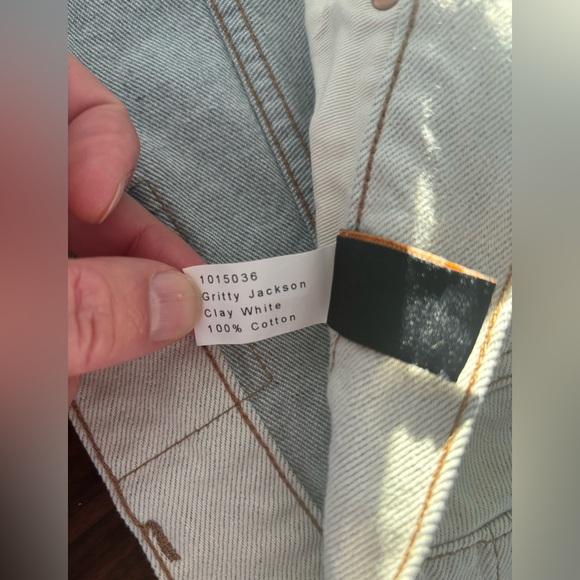 1015036
Gritty Jackson
Clay White
100% Cotton